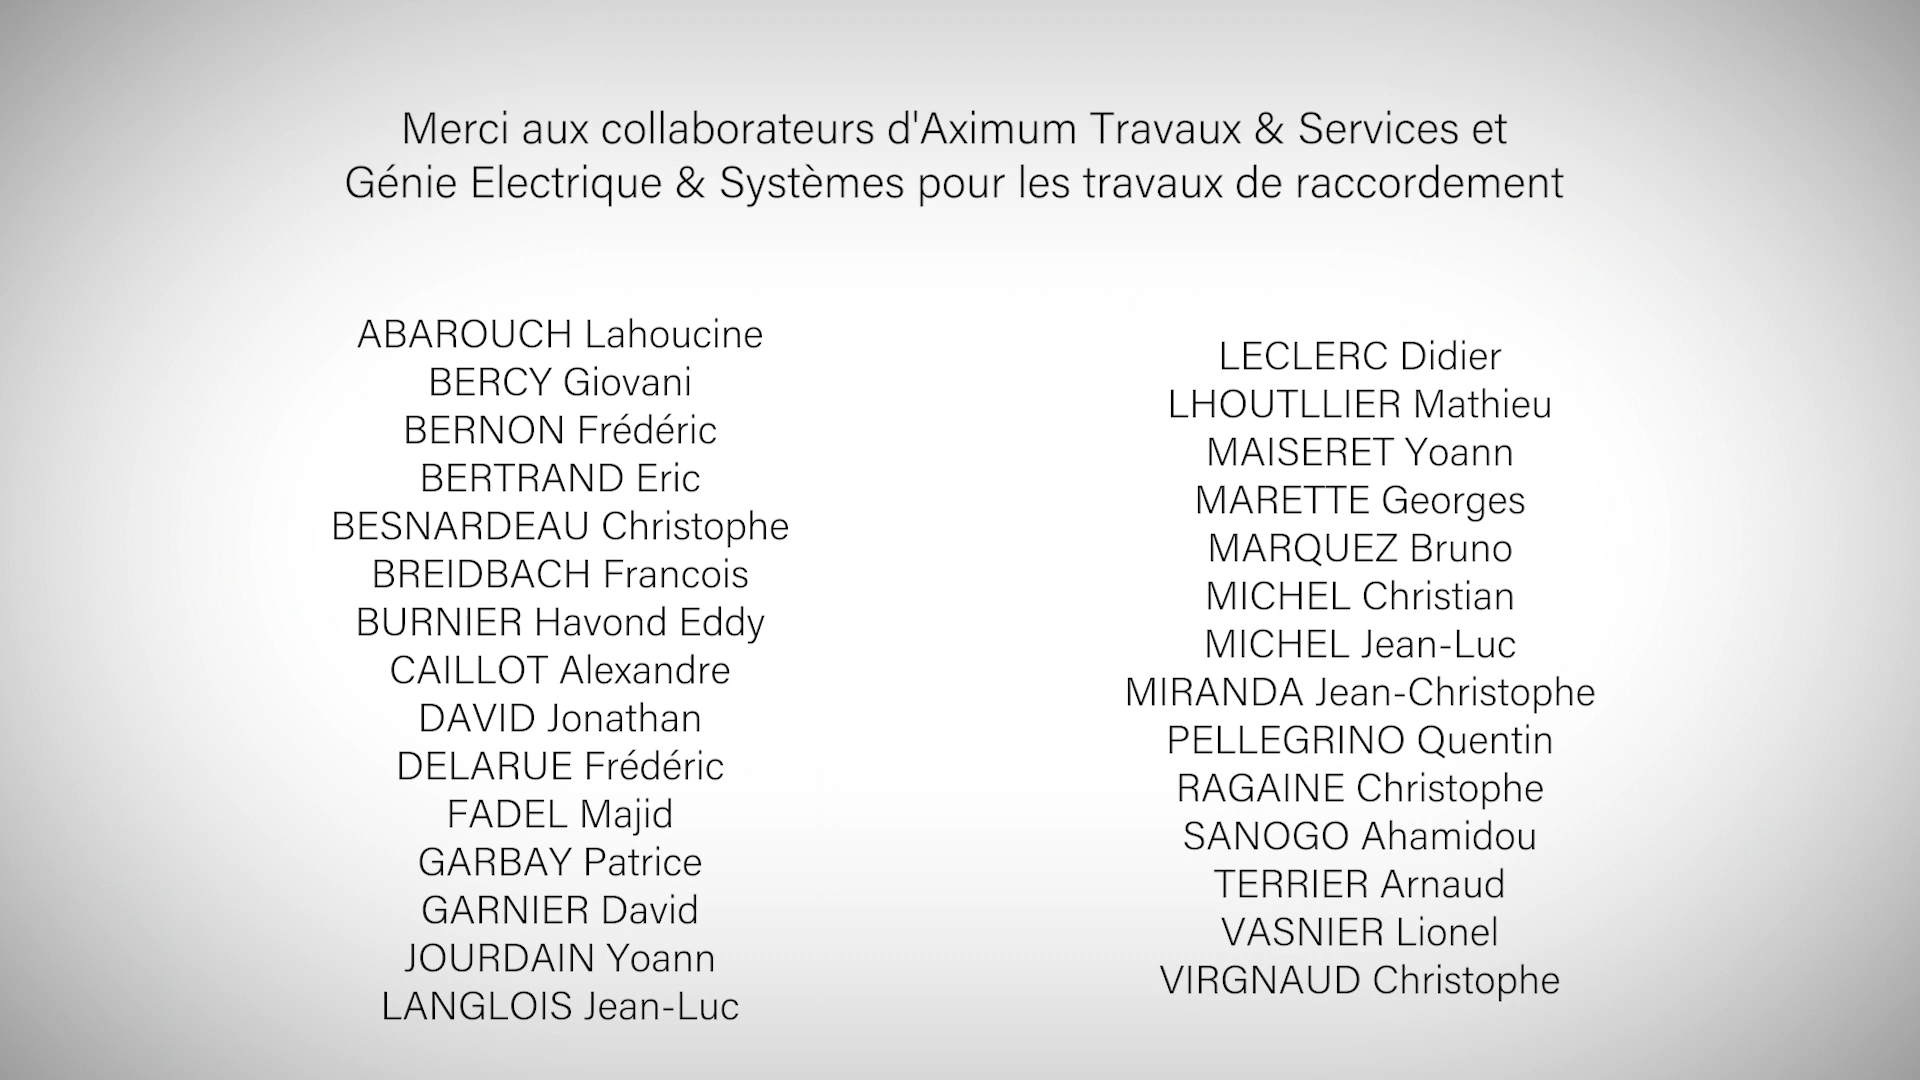 Merci aux collaborateurs d'Aximum Travaux & Services et
Génie Electrique & Systèmes pour les travaux de raccordement
ABAROUCH Lahoucine
BERCY Giovani
BERNON Frédéric
BERTRAND Eric
BESNARDEAU Christophe
BREIDBACH Francois
BURNIER Havond Eddy
CAILLOT Alexandre
DAVID Jonathan
DELARUE Frédéric
FADEL Majid
GARBAY Patrice
GARNIER David
JOURDAIN Yoann
LANGLOIS Jean-Luc
LECLERC Didier
LHOUTLLIER Mathieu
MAISERET Yoann
MARETTE Georges
MARQUEZ Bruno
MICHEL Christian
MICHEL Jean-Luc
MIRANDA Jean-Christophe
PELLEGRINO Quentin
RAGAINE Christophe
SANOGO Ahamidou
TERRIER Arnaud
VASNIER Lionel
VIRGNAUD Christophe